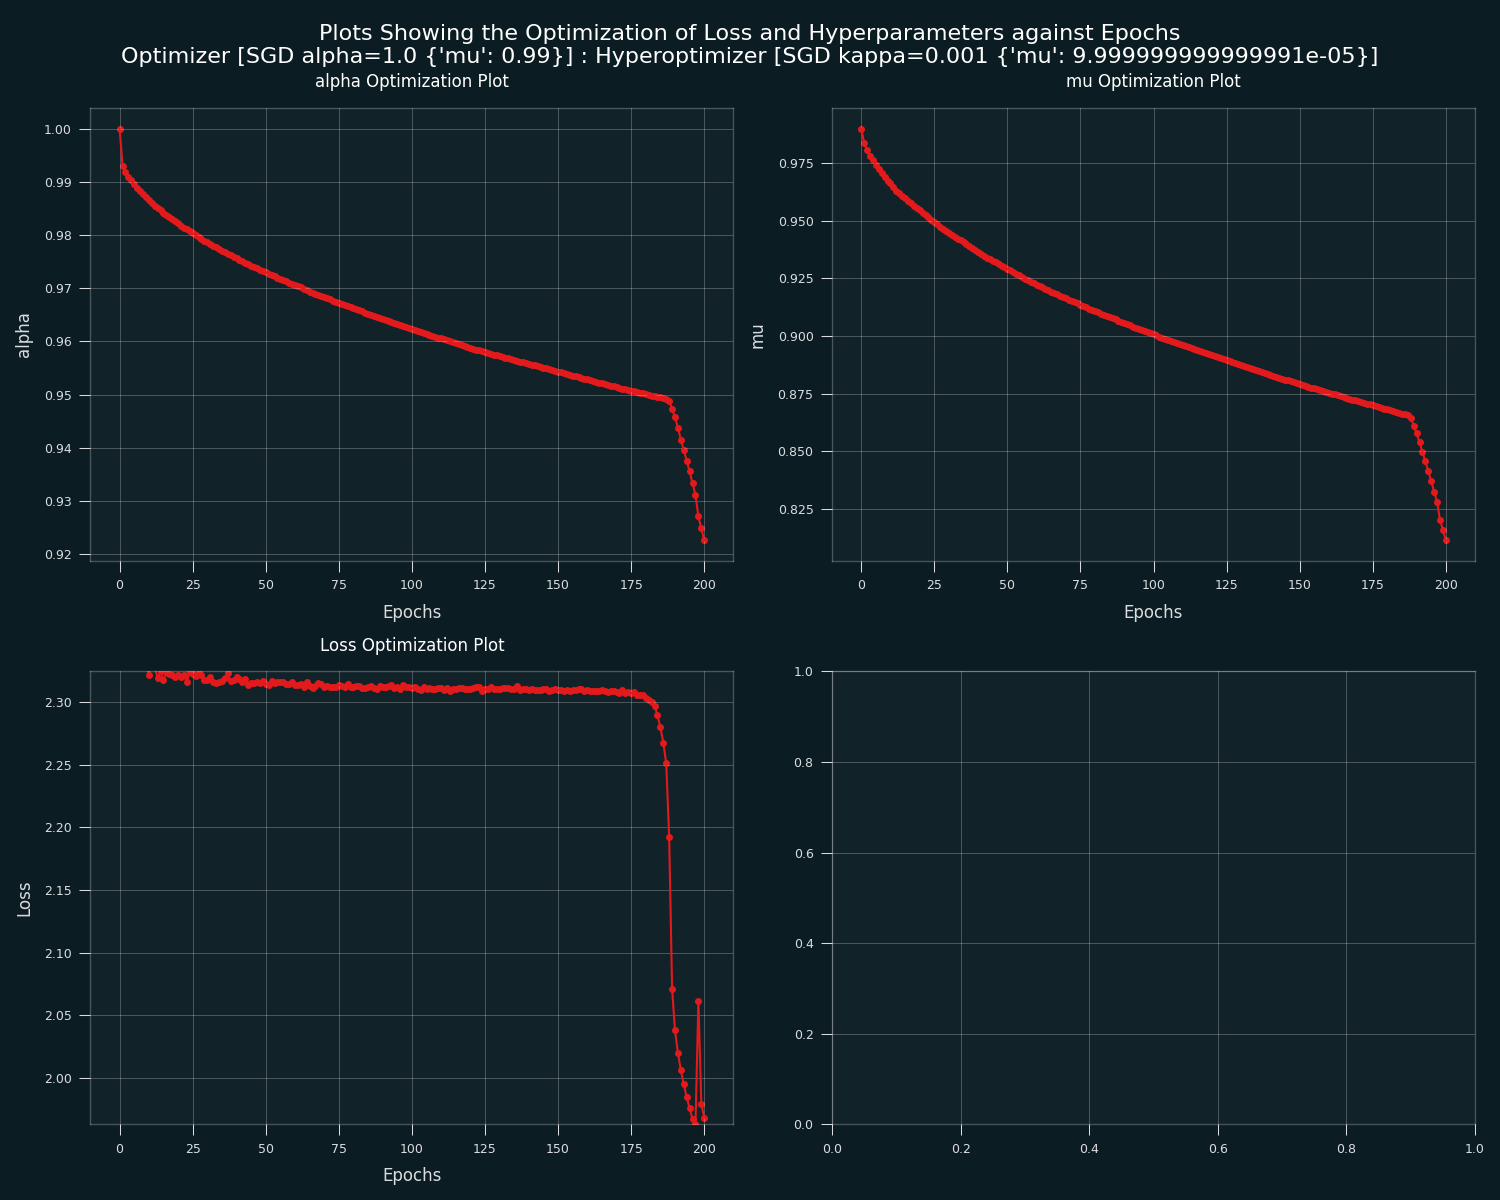 Plots Showing the Optimization of Loss and Hyperparameters against Epochs
Optimizer [SGD alpha=1.0 {'mu': 0.99}] : Hyperoptimizer [SGD kappa=0.001 {'mu': 9.999999999999991e-05}]
alpha Optimization Plot
1.00
0.99
0.98
0.97
0.96
0.95
0.94
0.93
0.92
alpha
0 25 50 75 100 125 150 175 200
Epochs
mu Optimization Plot
0.975
0.950
0.925
0.900
0.875
0.850
0.825
mu
0 25 50 75 100 125 150 175 200
Epochs
Loss Optimization Plot
2.30
2.25
2.20
2.15
2.10
2.05
2.00
Loss
0 25 50 75 100 125 150 175 200
Epochs
1.0
0.8
0.6
0.4
0.2
0.0
0.0 0.2 0.4 0.6 0.8 1.0